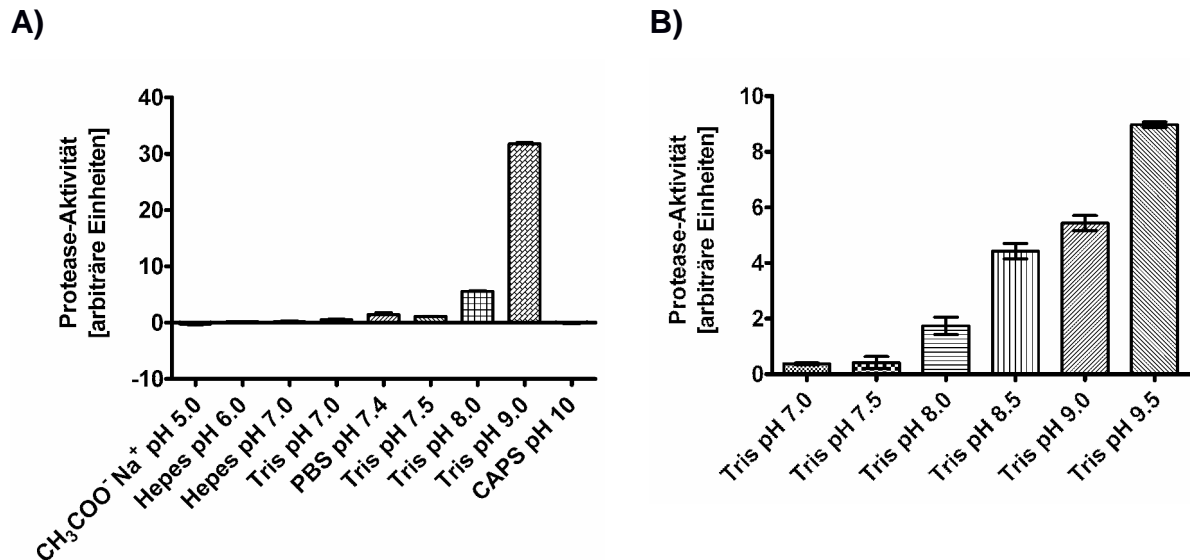 A)
Protease-Aktivität
[arbiträre Einheiten]
40
30
20
10
0
-10
CH₃COO⁻Na⁺ pH 5.0
Hepes pH 6.0
Hepes pH 7.0
Tris pH 7.0
PBS pH 7.4
Tris pH 7.5
Tris pH 8.0
Tris pH 9.0
CAPS pH 10
B)
Protease-Aktivität
[arbiträre Einheiten]
10
8
6
4
2
0
Tris pH 7.0
Tris pH 7.5
Tris pH 8.0
Tris pH 8.5
Tris pH 9.0
Tris pH 9.5